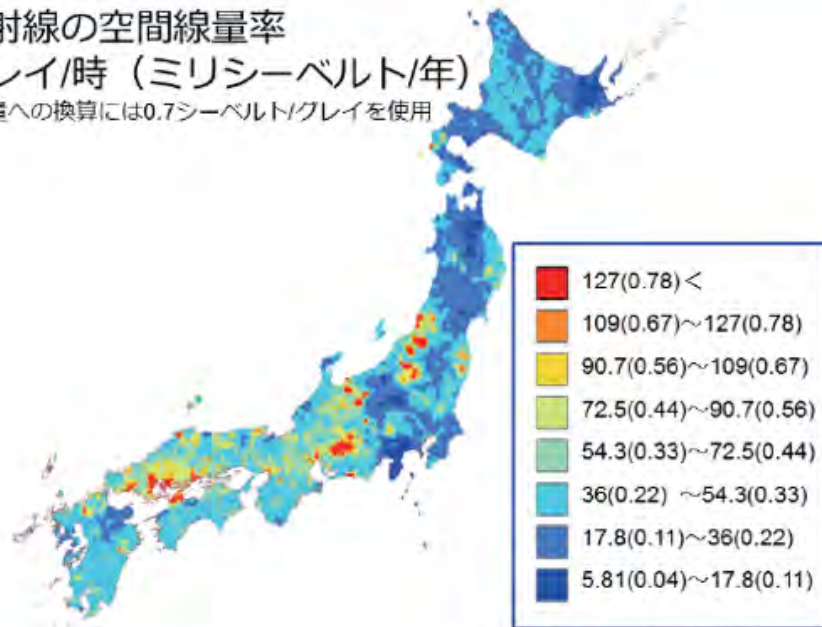 射線の空間線量率
レイ/時（ミリシーベルト/年）
量への換算には0.7シーベルト/グレイを使用
127(0.78)＜
109(0.67)～127(0.78)
90.7(0.56)～109(0.67)
72.5(0.44)～90.7(0.56)
54.3(0.33)～72.5(0.44)
36(0.22) ～54.3(0.33)
17.8(0.11)～36(0.22)
5.81(0.04)～17.8(0.11)